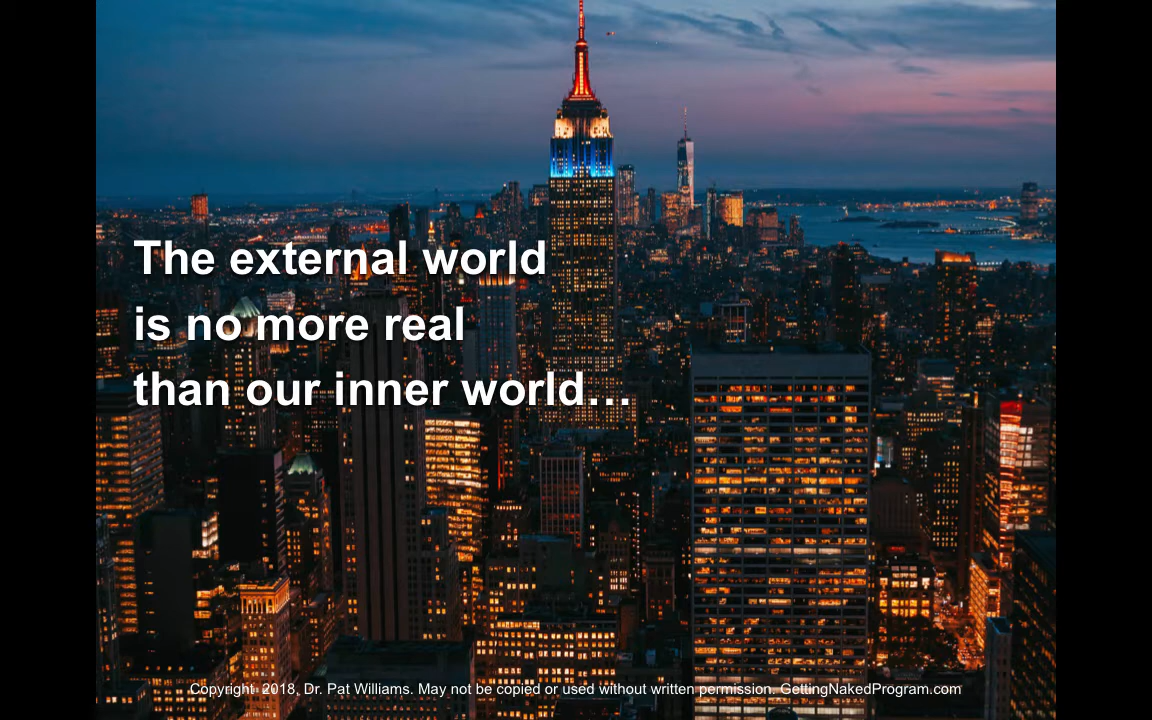 The external world
is no more real
than our inner world…
Copyright 2018, Dr. Pat Williams. May not be copied or used without written permission. GettingNakedProgram.com